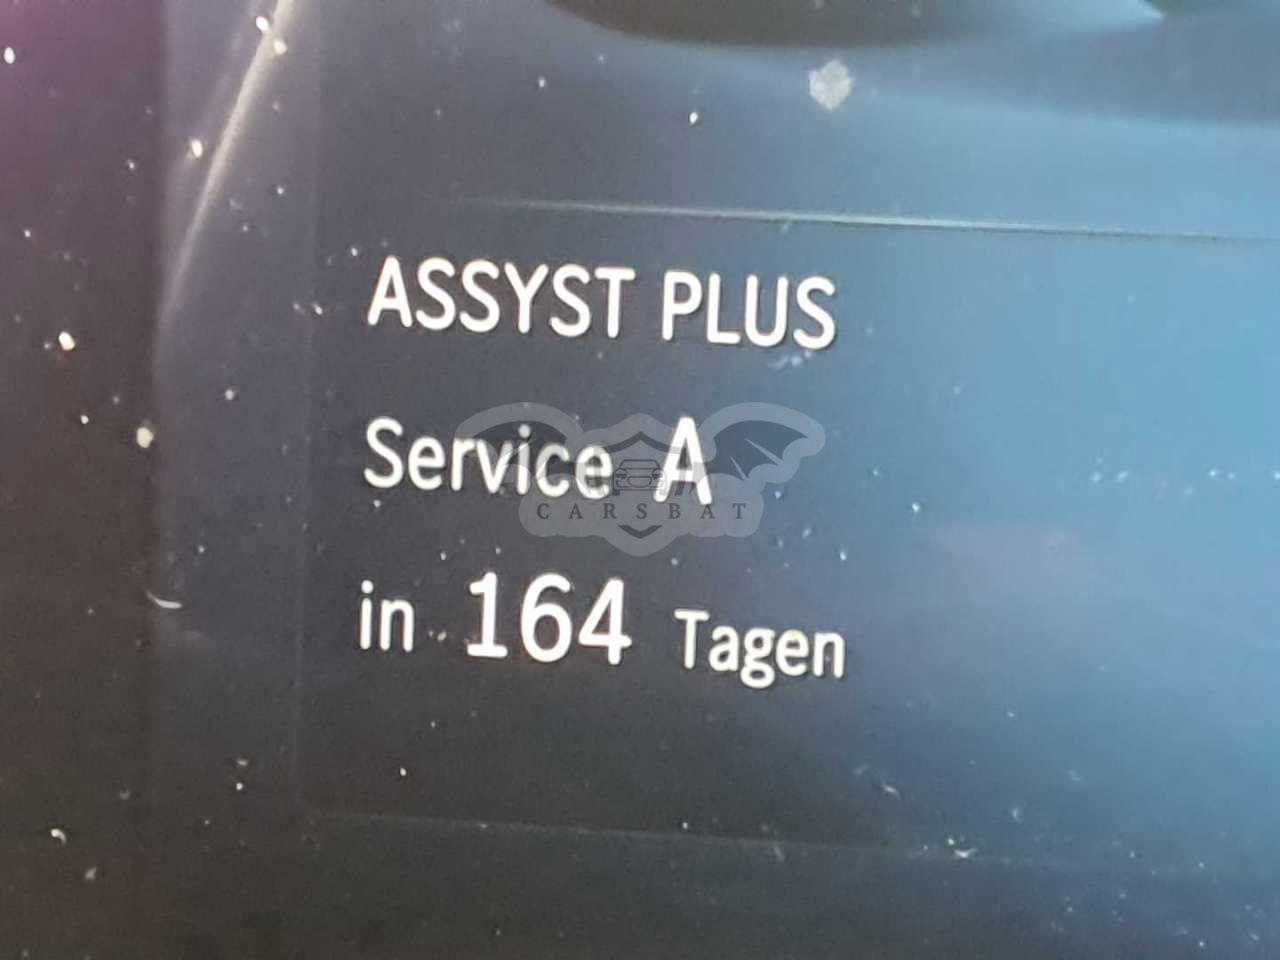 ASSYST PLUS
Service A
CARSBAT
in 164 Tagen